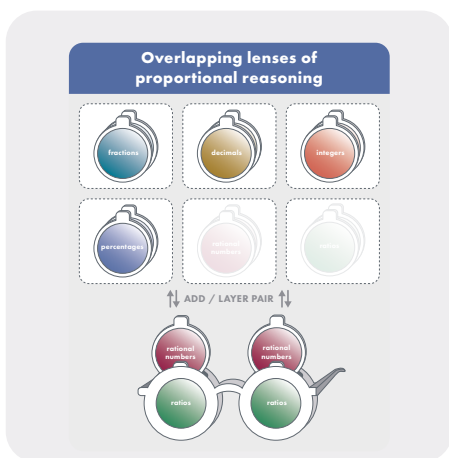 Overlapping lenses of
proportional reasoning
fractions
decimals
integers
percentages
rational
numbers
ratios
ADD / LAYER PAIR
rational
numbers
rational
numbers
ratios
ratios